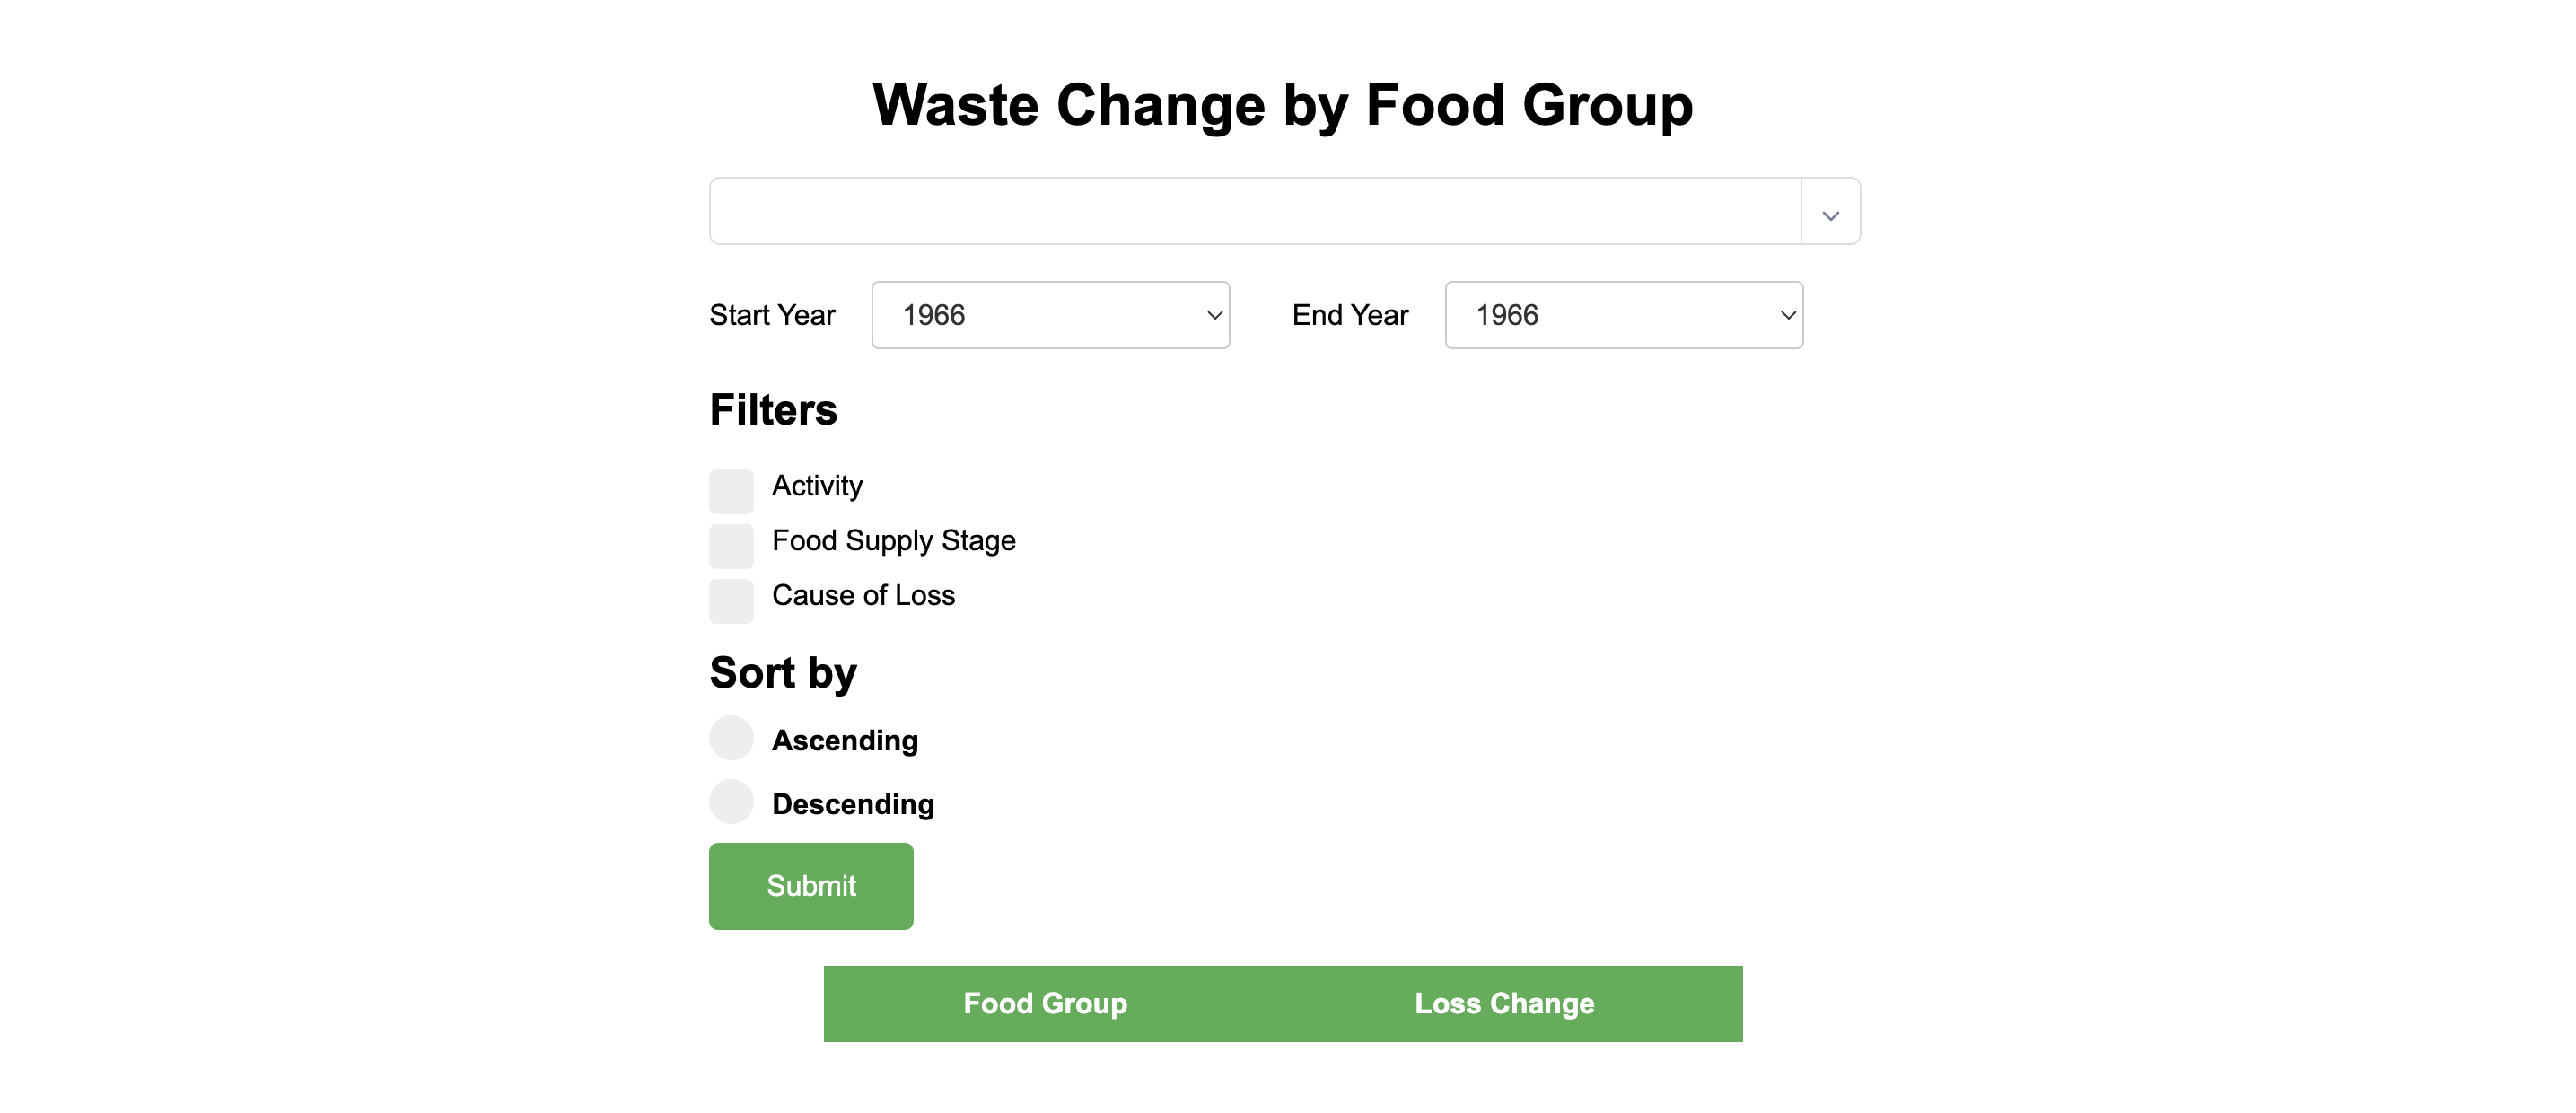 Waste Change by Food Group
Start Year 1966 End Year 1966
Filters
Activity
Food Supply Stage
Cause of Loss
Sort by
Ascending
Descending
Submit
Food Group Loss Change